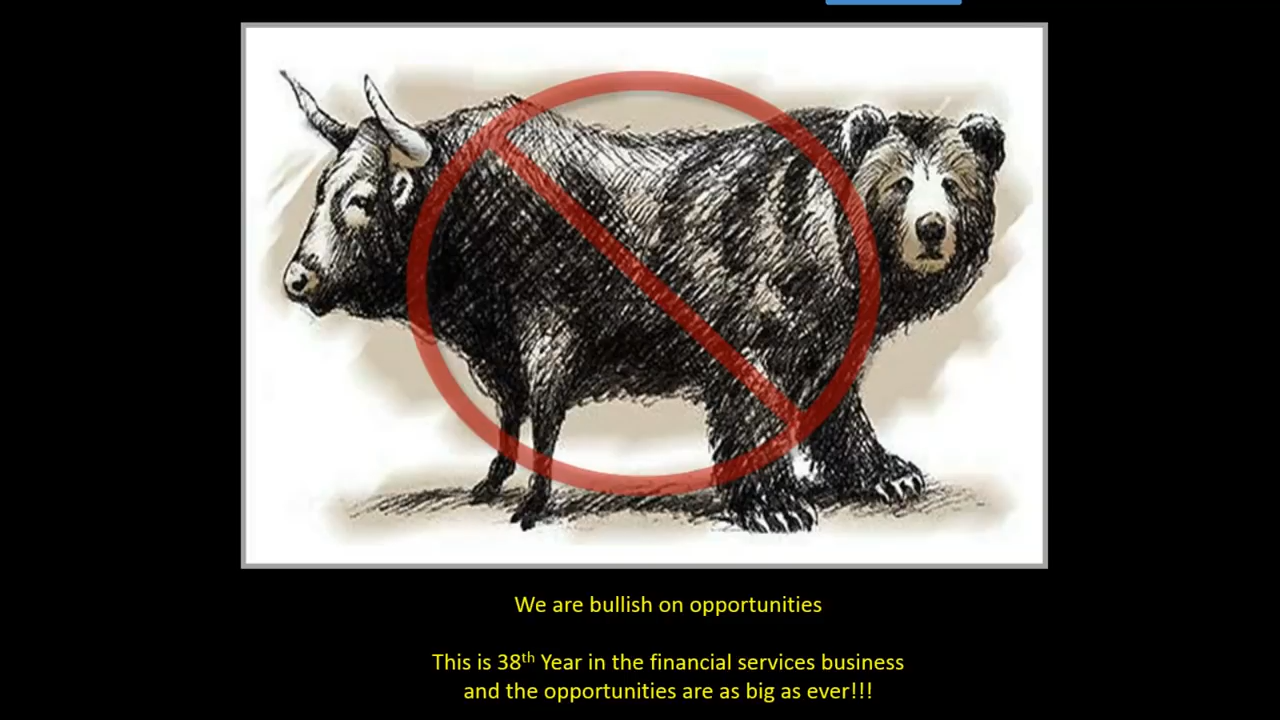 We are bullish on opportunities
This is 38th Year in the financial services business
and the opportunities are as big as ever!!!